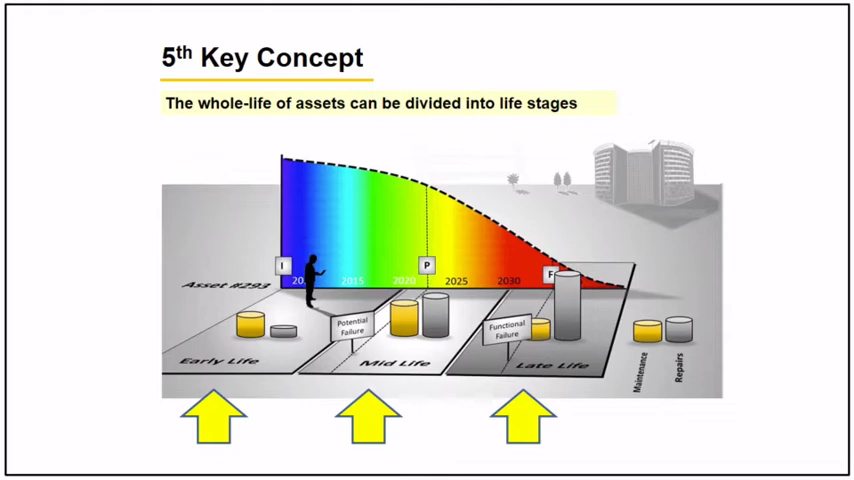 5th Key Concept
The whole-life of assets can be divided into life stages
I
P
F
Asset #293
20
2015
2020
2025
2030
Potential
Failure
Functional
Failure
Early Life
Mid Life
Late Life
Maintenance
Repairs